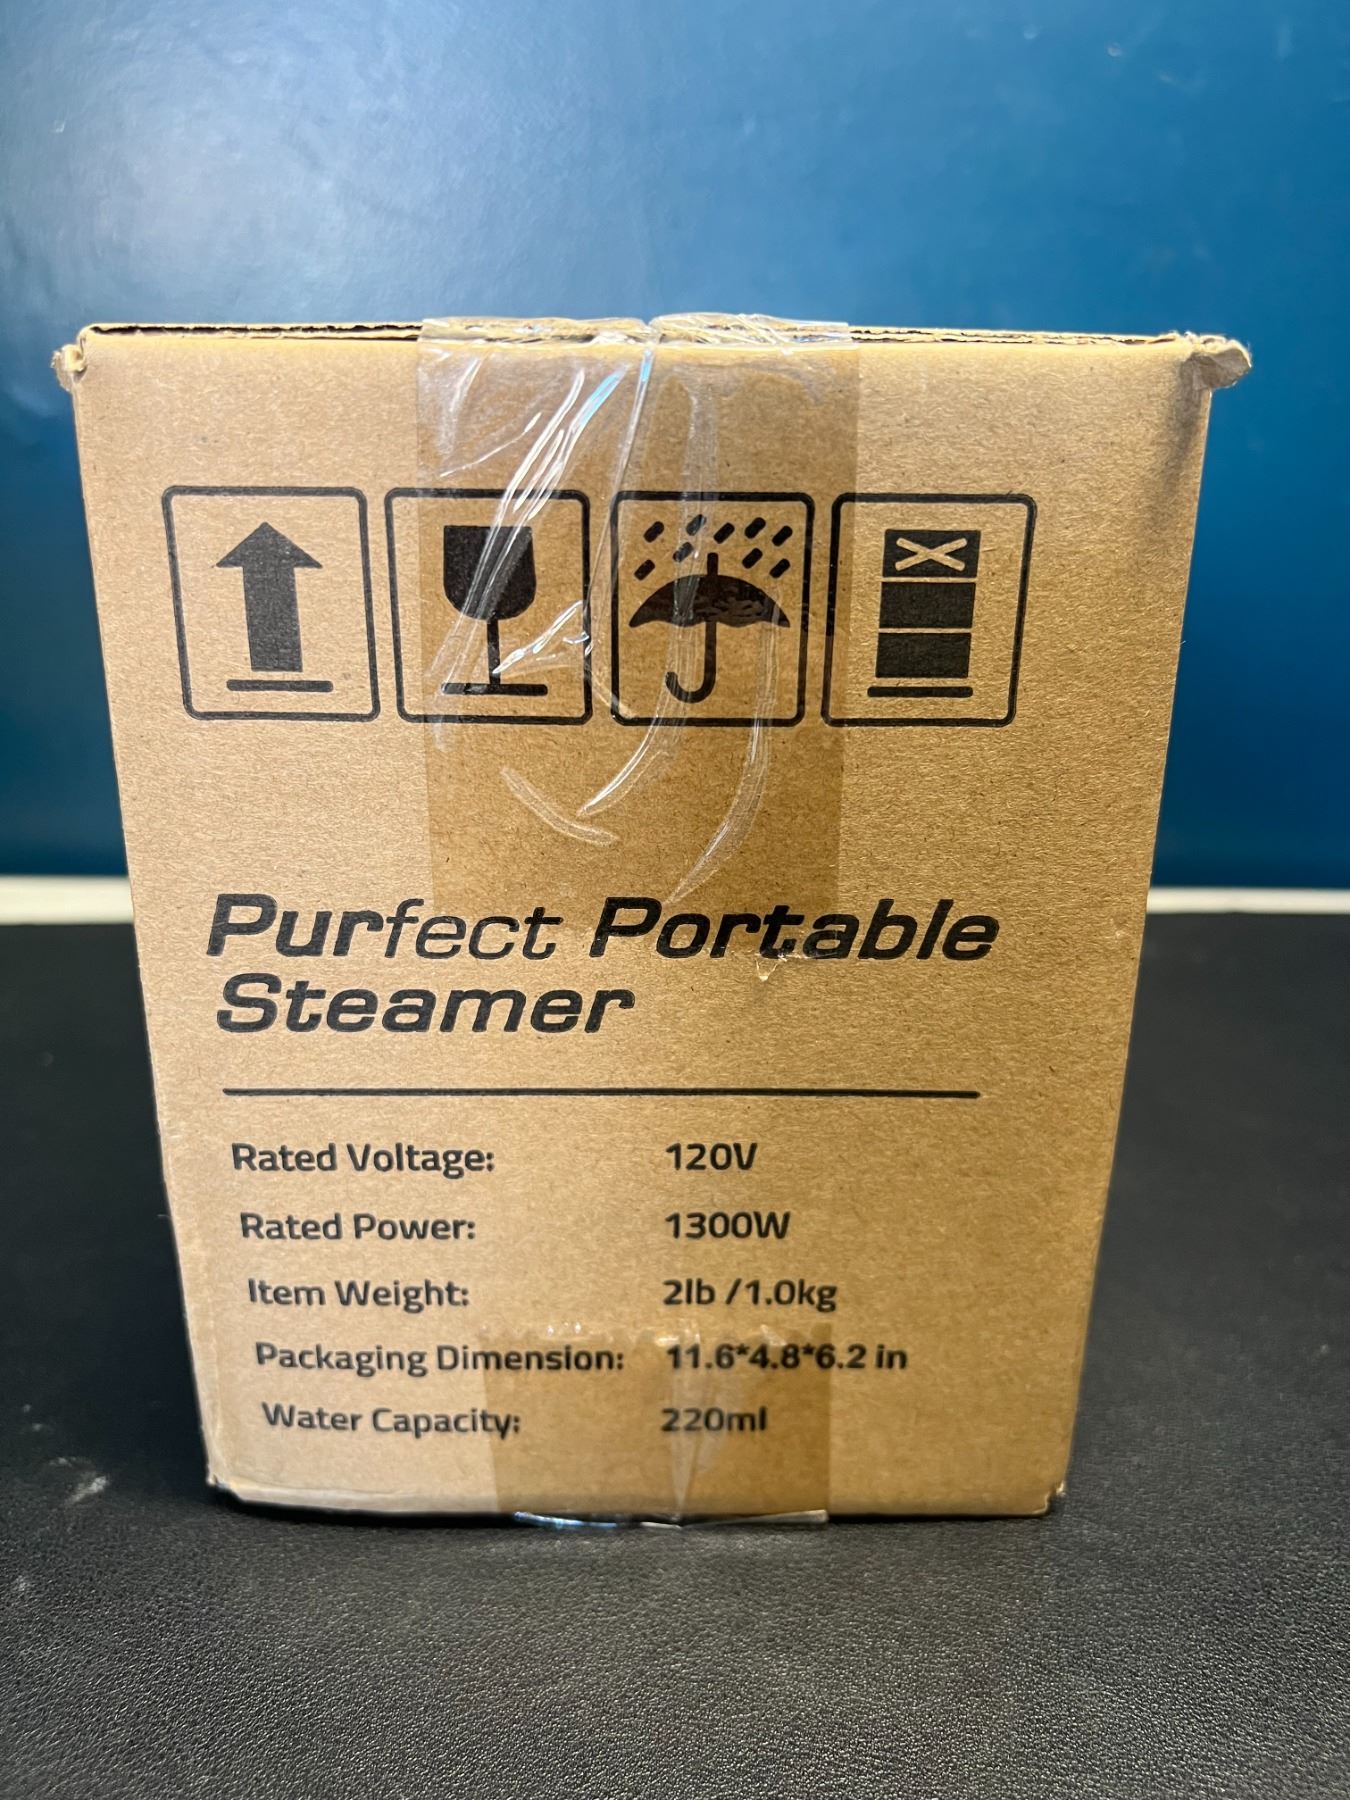 Purfect Portable
Steamer
Rated Voltage: 120V
Rated Power: 1300W
Item Weight: 2lb /1.0kg
Packaging Dimension: 11.6*4.8*6.2 in
Water Capacity: 220ml